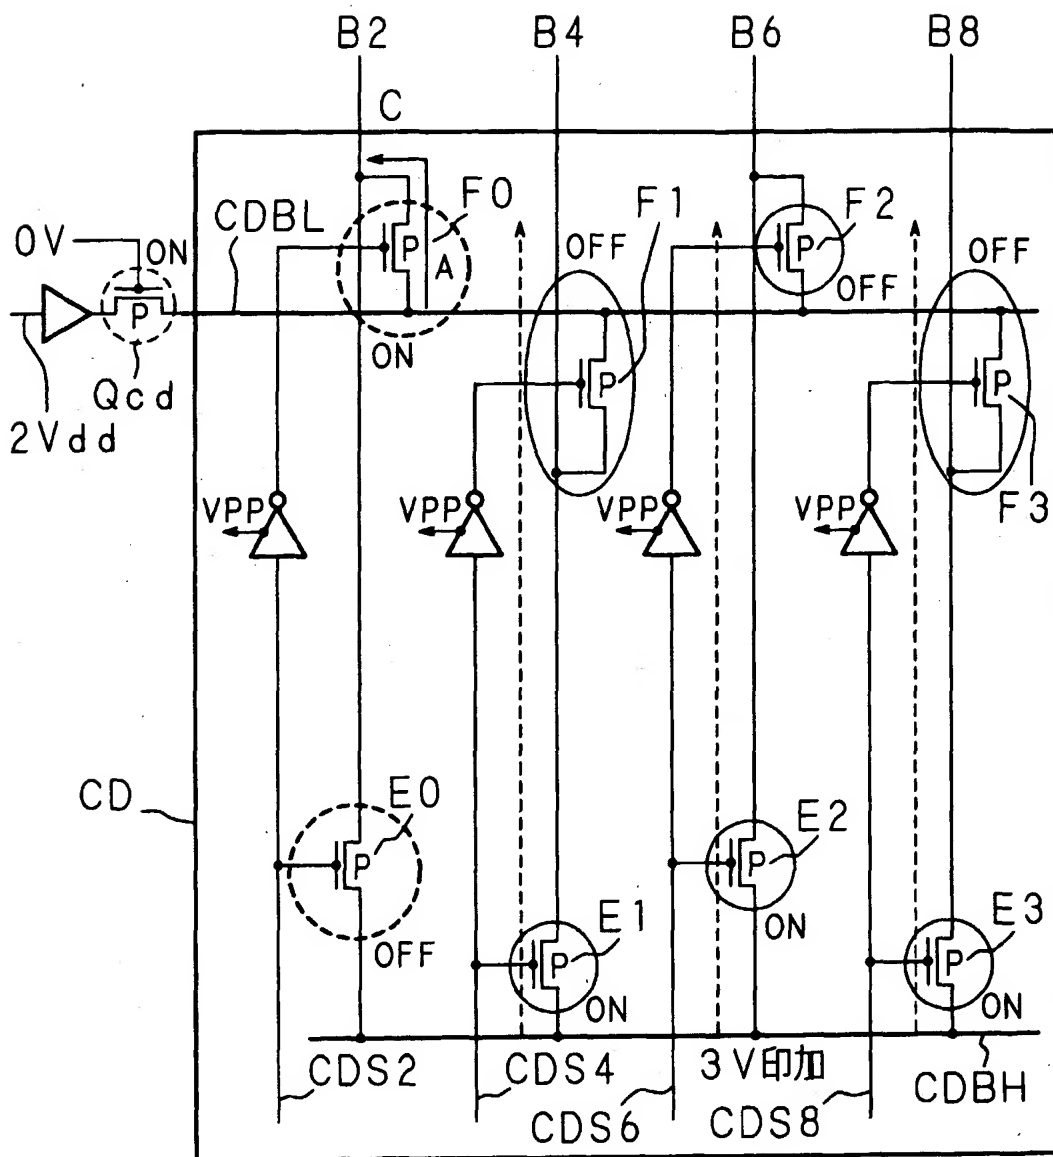 B2 B4 B6 B8
C
F0
CDBL
F1
F2
0V
ON
P
A
P
OFF
OFF
P
OFF
ON
P
P
Qcd
2Vdd
F3
VPP
VPP
VPP
VPP
CD
E0
E2
P
P
E1
E3
OFF
P
ON
P
ON
ON
CDS2
CDS4
3V印加
CDBH
CDS6
CDS8